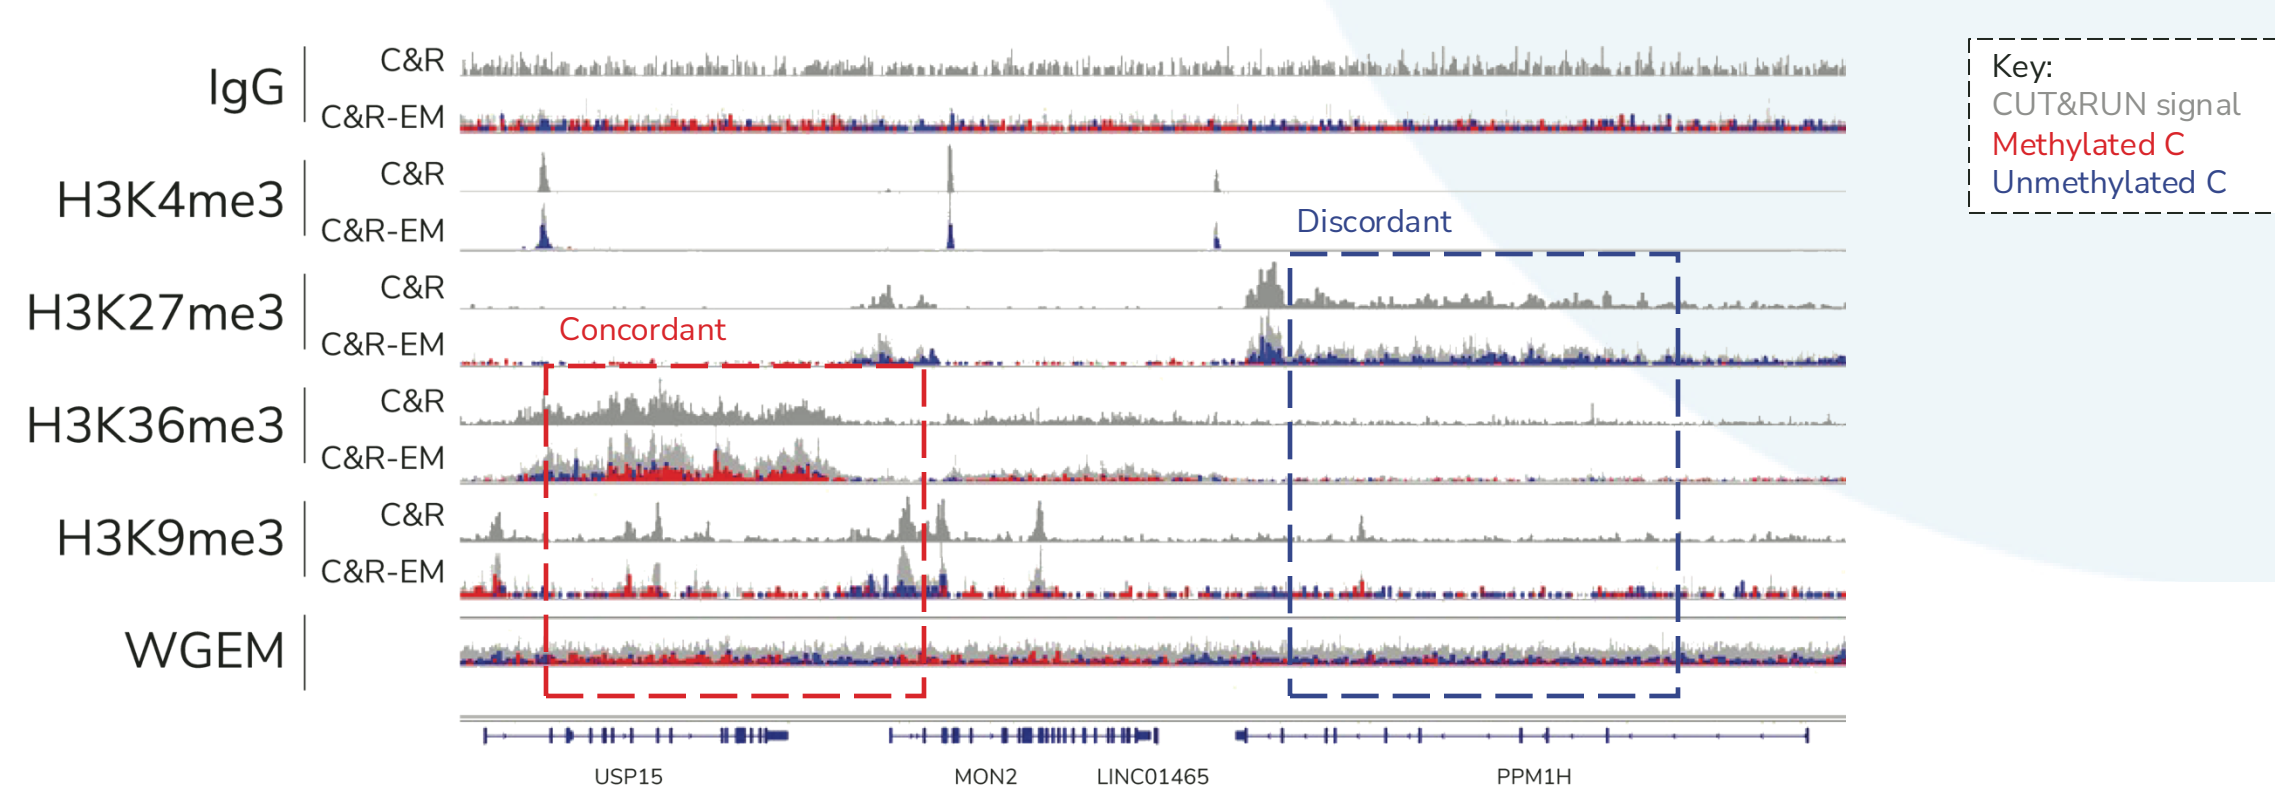 IgG
C&R
C&R-EM
H3K4me3
C&R
C&R-EM
H3K27me3
C&R
C&R-EM
H3K36me3
C&R
C&R-EM
H3K9me3
C&R
C&R-EM
WGEM
Concordant
Discordant
USP15
MON2
LINC01465
PPM1H
Key:
CUT&RUN signal
Methylated C
Unmethylated C